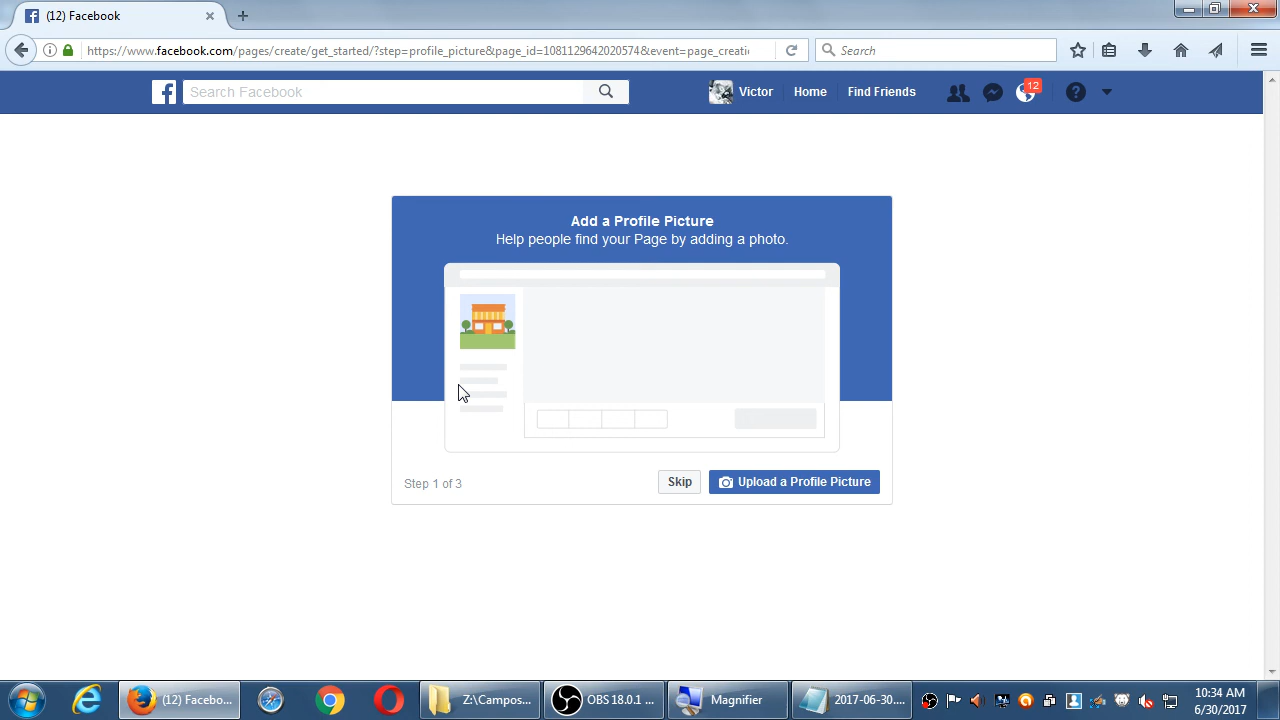 (12) Facebook
https://www.facebook.com/pages/create/get_started/?step=profile_picture&page_id=1081129642020574&event=page_creati
Search
Search Facebook
Victor
Home
Find Friends
12
Add a Profile Picture
Help people find your Page by adding a photo.
Step 1 of 3
Skip
Upload a Profile Picture
(12) Facebo...
Z:\Campos...
OBS 18.0.1 ...
Magnifier
2017-06-30....
10:34 AM
6/30/2017